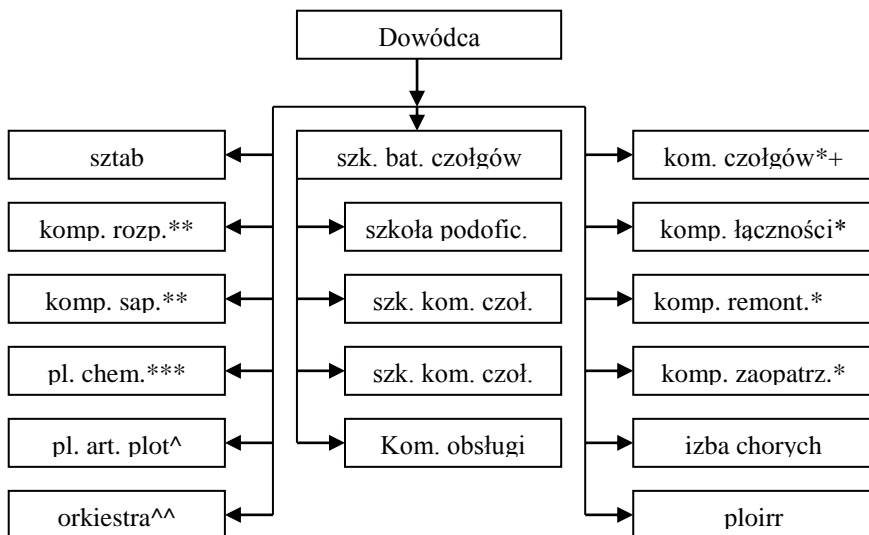 Dowódca
sztab
szk. bat. czołgów
kom. czołgów*+
komp. rozp.**
szkoła podofic.
komp. łączności*
komp. sap.**
szk. kom. czoł.
komp. remont.*
pl. chem.***
szk. kom. czoł.
komp. zaopatrz.*
pl. art. plot^
Kom. obsługi
izba chorych
orkiestra^^
ploirr